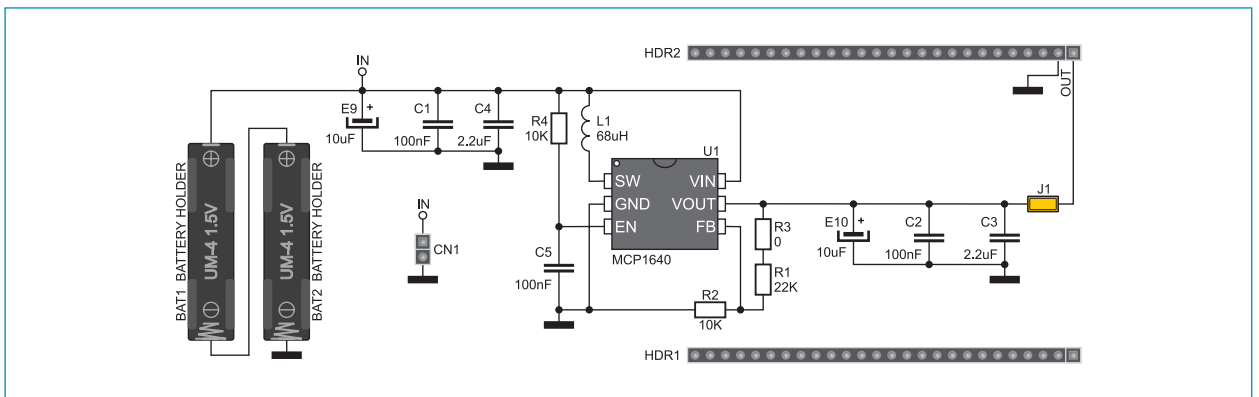 HDR2
OUT
IN
E9
+
10uF
C1
100nF
C4
2.2uF
R4
10K
L1
68uH
U1
SW
GND
EN
VIN
VOUT
FB
MCP1640
BAT1 BATTERY HOLDER
UM-4 1.5V
UM-4 1.5V
BAT2 BATTERY HOLDER
IN
CN1
C5
100nF
R3
0
R1
22K
R2
10K
E10
+
10uF
C2
100nF
C3
2.2uF
J1
HDR1